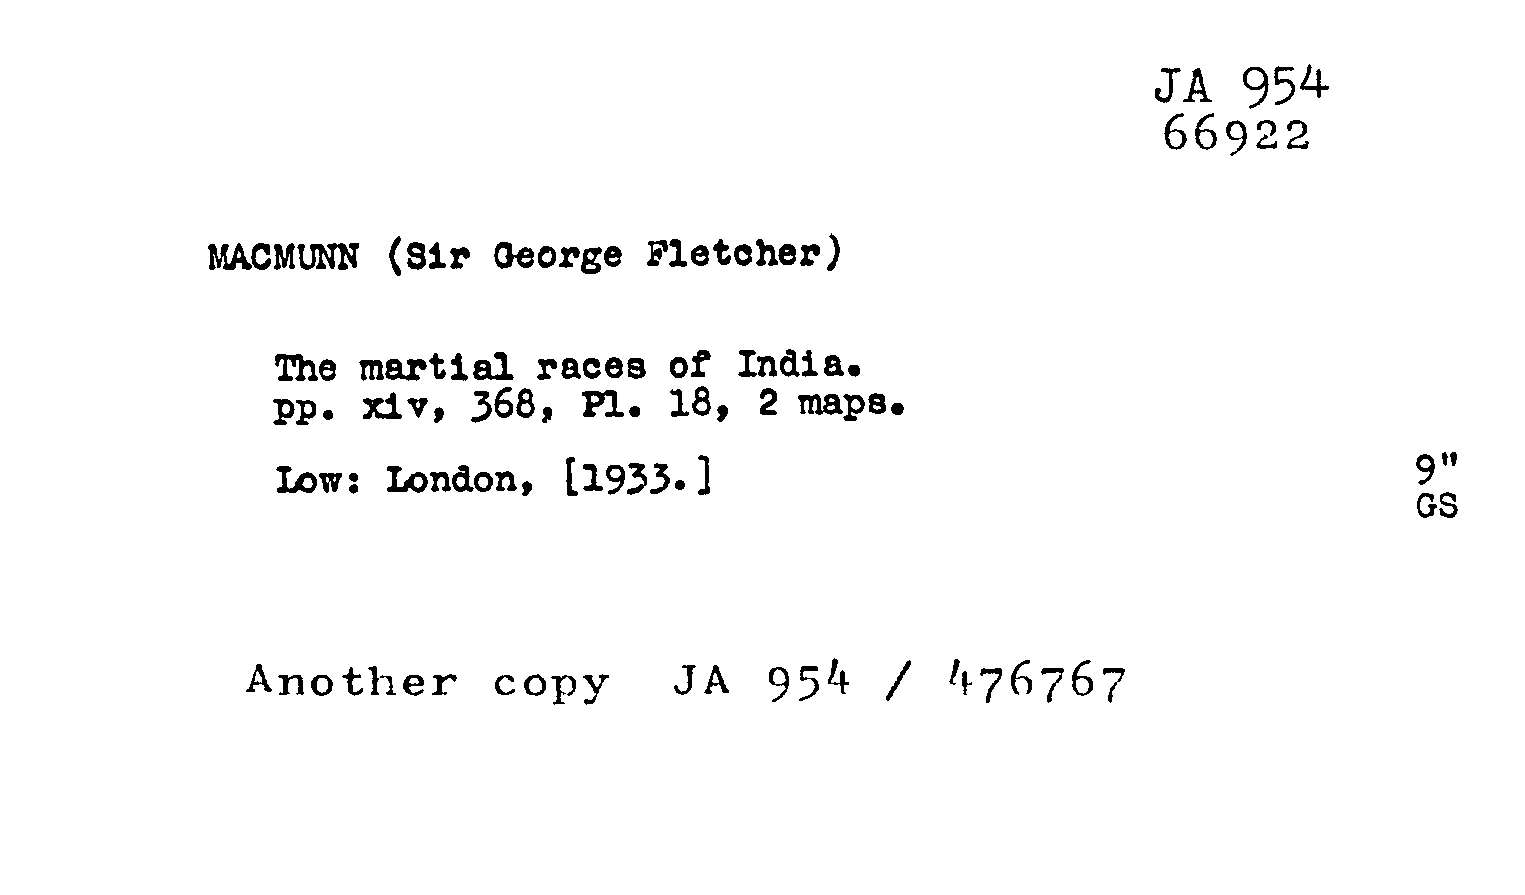 JA 954
66922
MACMUNN (Sir George Fletcher)
The martial races of India.
pp. xiv, 368, Pl. 18, 2 maps.
Low: London, [1933.]
9"
GS
Another copy JA 954 / 476767